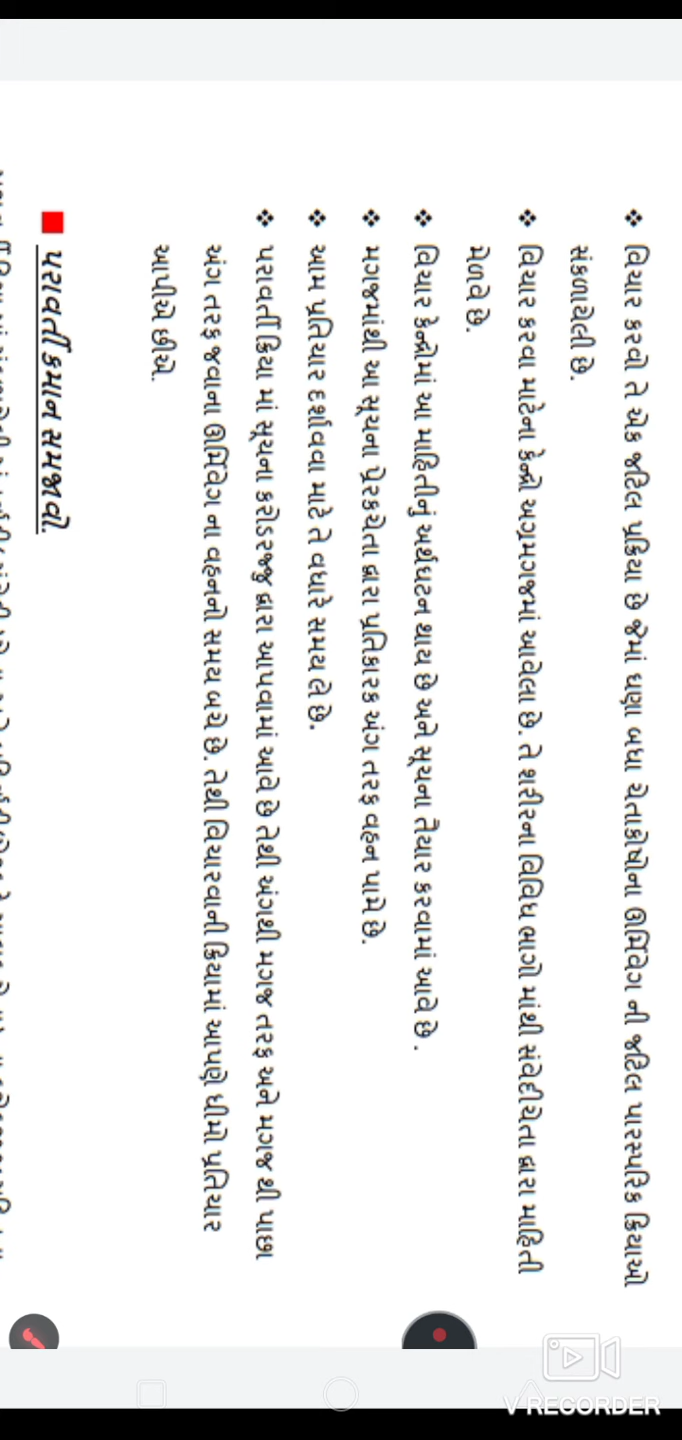 ❖ વિચાર કરવો તે એક જટિલ પ્રક્રિયા છે જેમાં ઘણા બધા ચેતાકોષોના ઊર્મિવેગ ની જટિલ પારસ્પરિક ક્રિયાઓ
સંકળાયેલી છે.
❖ વિચાર કરવા માટેના કેન્દ્રો અગ્રમગજમાં આવેલા છે. તે શરીરના વિવિધ ભાગો માંથી સંવેદીચેતા દ્વારા માહિતી
મેળવે છે.
❖ વિચાર કેન્દ્રોમાં આ માહિતીનું અર્થઘટન થાય છે અને સૂચના તૈયાર કરવામાં આવે છે .
❖ મગજમાંથી આ સૂચના પ્રેરકચેતા દ્વારા પ્રતિકારક અંગ તરફ વહન પામે છે.
❖ આમ પ્રતિચાર દર્શાવવા માટે તે વધારે સમય લે છે.
❖ પરાવર્તી ક્રિયા માં સૂચના કરોડરજ્જુ દ્વારા આપવામાં આવે છે તેથી અંગથી મગજ તરફ અને મગજ થી પાછા
અંગ તરફ જવાના ઊર્મિવેગ ના વહનનો સમય બચે છે. તેથી વિચારવાની ક્રિયામાં આપણે ધીમો પ્રતિચાર
આપીએ છીએ.
પરાવર્તી કમાન સમજાવો.
V RECORDER